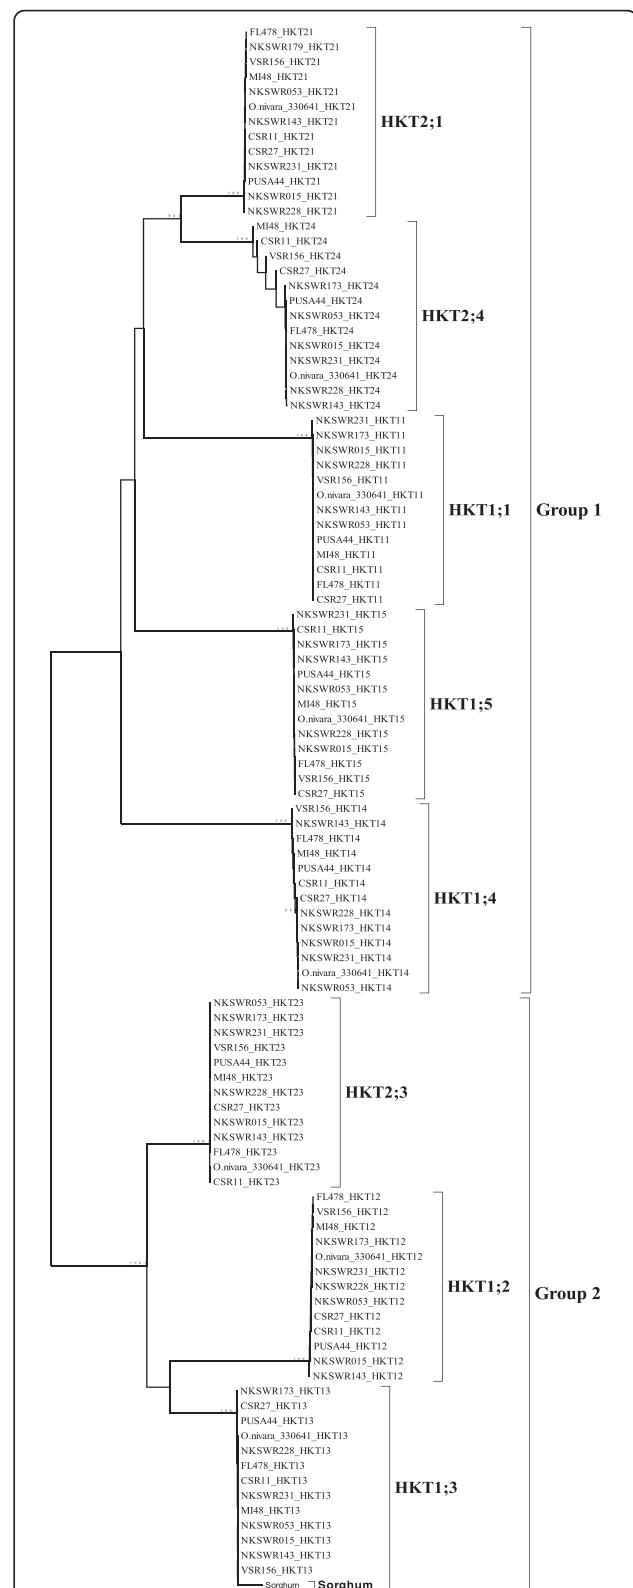 FL478_HKT21
NKSWR179_HKT21
VSR156_HKT21
MI48_HKT21
NKSWR053_HKT21
O.nivara_330641_HKT21
NKSWR143_HKT21
CSR11_HKT21
CSR27_HKT21
NKSWR231_HKT21
PUSA44_HKT21
NKSWR015_HKT21
NKSWR228_HKT21
HKT2;1
MI48_HKT24
CSR11_HKT24
VSR156_HKT24
CSR27_HKT24
NKSWR173_HKT24
PUSA44_HKT24
NKSWR053_HKT24
FL478_HKT24
NKSWR015_HKT24
NKSWR231_HKT24
O.nivara_330641_HKT24
NKSWR228_HKT24
NKSWR143_HKT24
HKT2;4
NKSWR231_HKT11
NKSWR173_HKT11
NKSWR015_HKT11
NKSWR228_HKT11
VSR156_HKT11
O.nivara_330641_HKT11
NKSWR143_HKT11
NKSWR053_HKT11
PUSA44_HKT11
MI48_HKT11
CSR11_HKT11
FL478_HKT11
CSR27_HKT11
HKT1;1
Group 1
NKSWR231_HKT15
CSR11_HKT15
NKSWR173_HKT15
NKSWR143_HKT15
PUSA44_HKT15
NKSWR053_HKT15
MI48_HKT15
O.nivara_330641_HKT15
NKSWR228_HKT15
NKSWR015_HKT15
FL478_HKT15
VSR156_HKT15
CSR27_HKT15
HKT1;5
VSR156_HKT14
NKSWR143_HKT14
FL478_HKT14
MI48_HKT14
PUSA44_HKT14
CSR11_HKT14
CSR27_HKT14
NKSWR228_HKT14
NKSWR173_HKT14
NKSWR015_HKT14
NKSWR231_HKT14
O.nivara_330641_HKT14
NKSWR053_HKT14
HKT1;4
NKSWR053_HKT23
NKSWR173_HKT23
NKSWR231_HKT23
VSR156_HKT23
PUSA44_HKT23
MI48_HKT23
NKSWR228_HKT23
CSR27_HKT23
NKSWR015_HKT23
NKSWR143_HKT23
FL478_HKT23
O.nivara_330641_HKT23
CSR11_HKT23
HKT2;3
FL478_HKT12
VSR156_HKT12
MI48_HKT12
NKSWR173_HKT12
O.nivara_330641_HKT12
NKSWR231_HKT12
NKSWR228_HKT12
NKSWR053_HKT12
CSR27_HKT12
CSR11_HKT12
PUSA44_HKT12
NKSWR015_HKT12
NKSWR143_HKT12
HKT1;2
Group 2
NKSWR173_HKT13
CSR27_HKT13
PUSA44_HKT13
O.nivara_330641_HKT13
NKSWR228_HKT13
FL478_HKT13
CSR11_HKT13
NKSWR231_HKT13
MI48_HKT13
NKSWR053_HKT13
NKSWR015_HKT13
NKSWR143_HKT13
VSR156_HKT13
HKT1;3
Sorghum
Sorghum